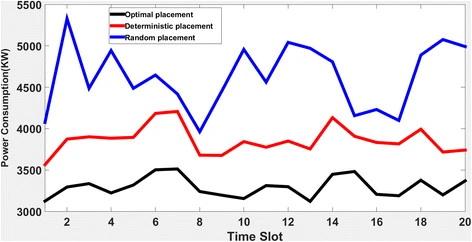 Optimal placement
Deterministic placement
Random placement
Power Consumption(KW)
5500
5000
4500
4000
3500
3000
2 4 6 8 10 12 14 16 18 20
Time Slot